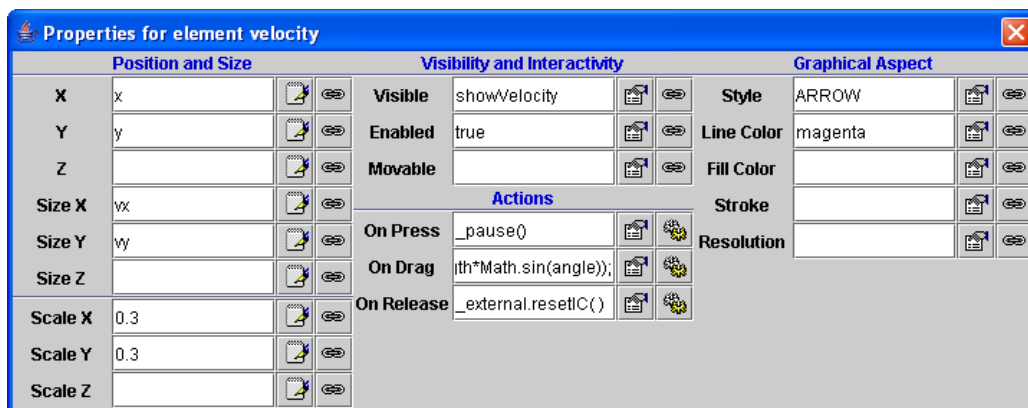 Properties for element velocity
Position and Size
X x
Y y
Z
Size X vx
Size Y vy
Size Z
Scale X 0.3
Scale Y 0.3
Scale Z
Visibility and Interactivity
Visible showVelocity
Enabled true
Movable
Actions
On Press _pause()
On Drag gth*Math.sin(angle));
On Release _external.resetIC()
Graphical Aspect
Style ARROW
Line Color magenta
Fill Color
Stroke
Resolution